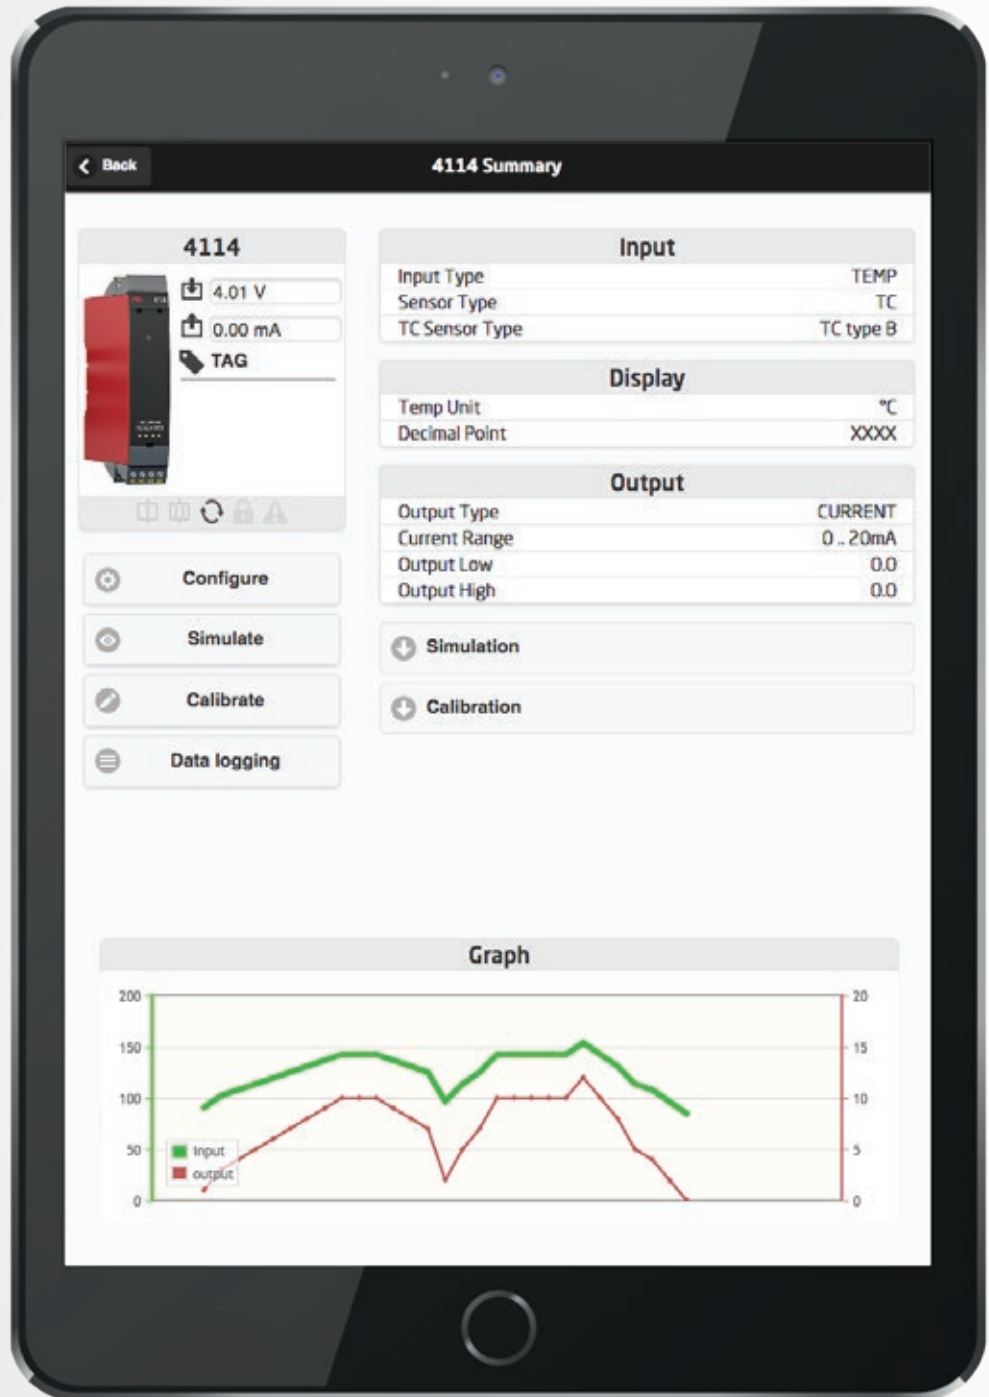 Back
4114 Summary
4114
4.01 V
0.00 mA
TAG
Configure
Simulate
Calibrate
Data logging
Input
Input Type TEMP
Sensor Type TC
TC Sensor Type TC type B
Display
Temp Unit °C
Decimal Point XXXX
Output
Output Type CURRENT
Current Range 0 .. 20mA
Output Low 0.0
Output High 0.0
Simulation
Calibration
Graph
200 20
150 15
100 10
50 5
0 0
Input
output